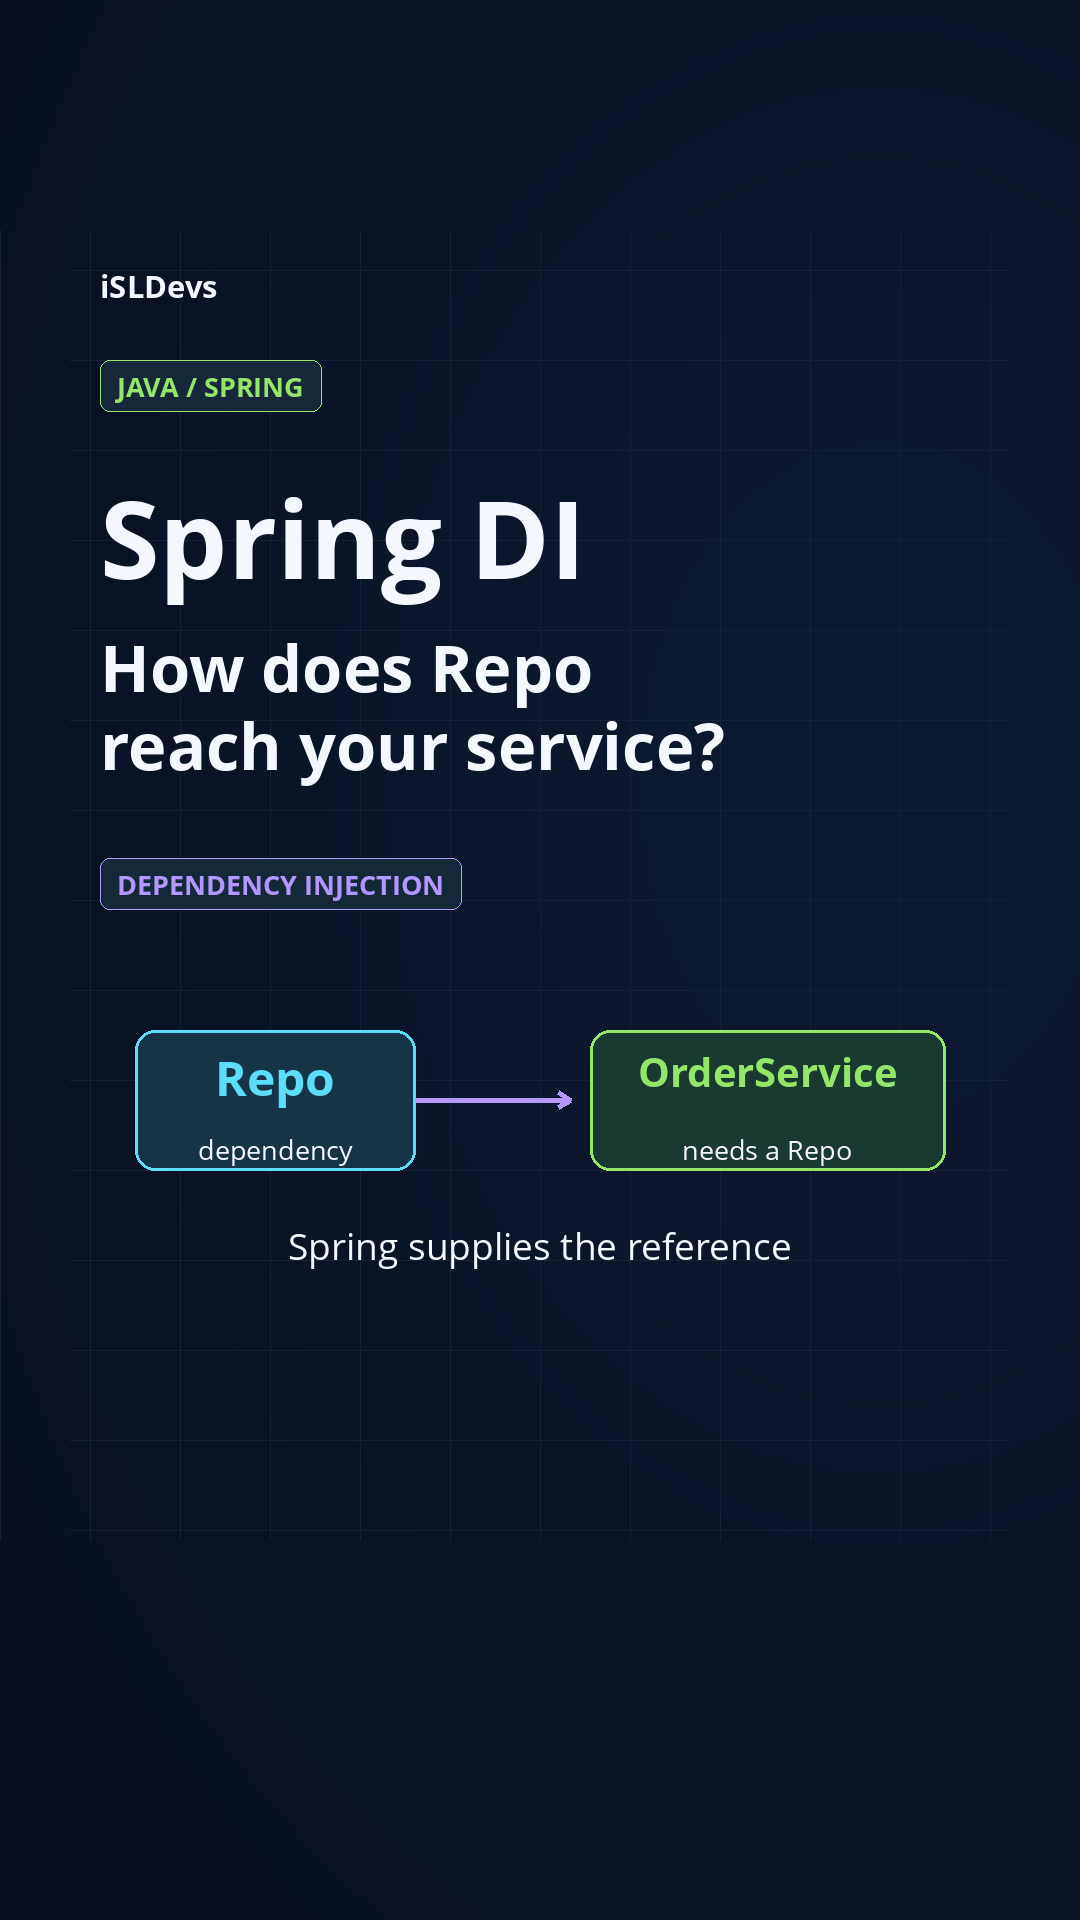 iSLDevs
JAVA / SPRING
Spring DI
How does Repo
reach your service?
DEPENDENCY INJECTION
Repo
dependency
OrderService
needs a Repo
Spring supplies the reference